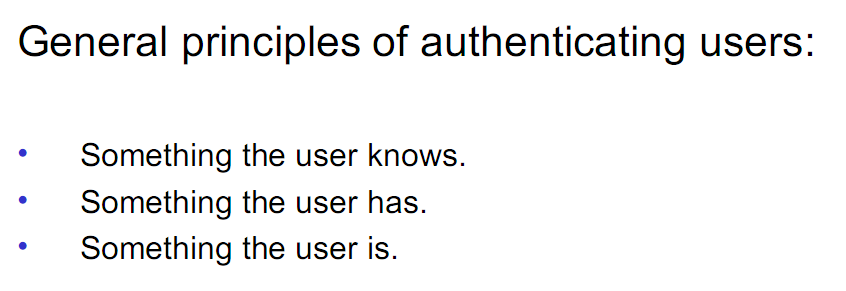 General principles of authenticating users:
• Something the user knows.
• Something the user has.
• Something the user is.